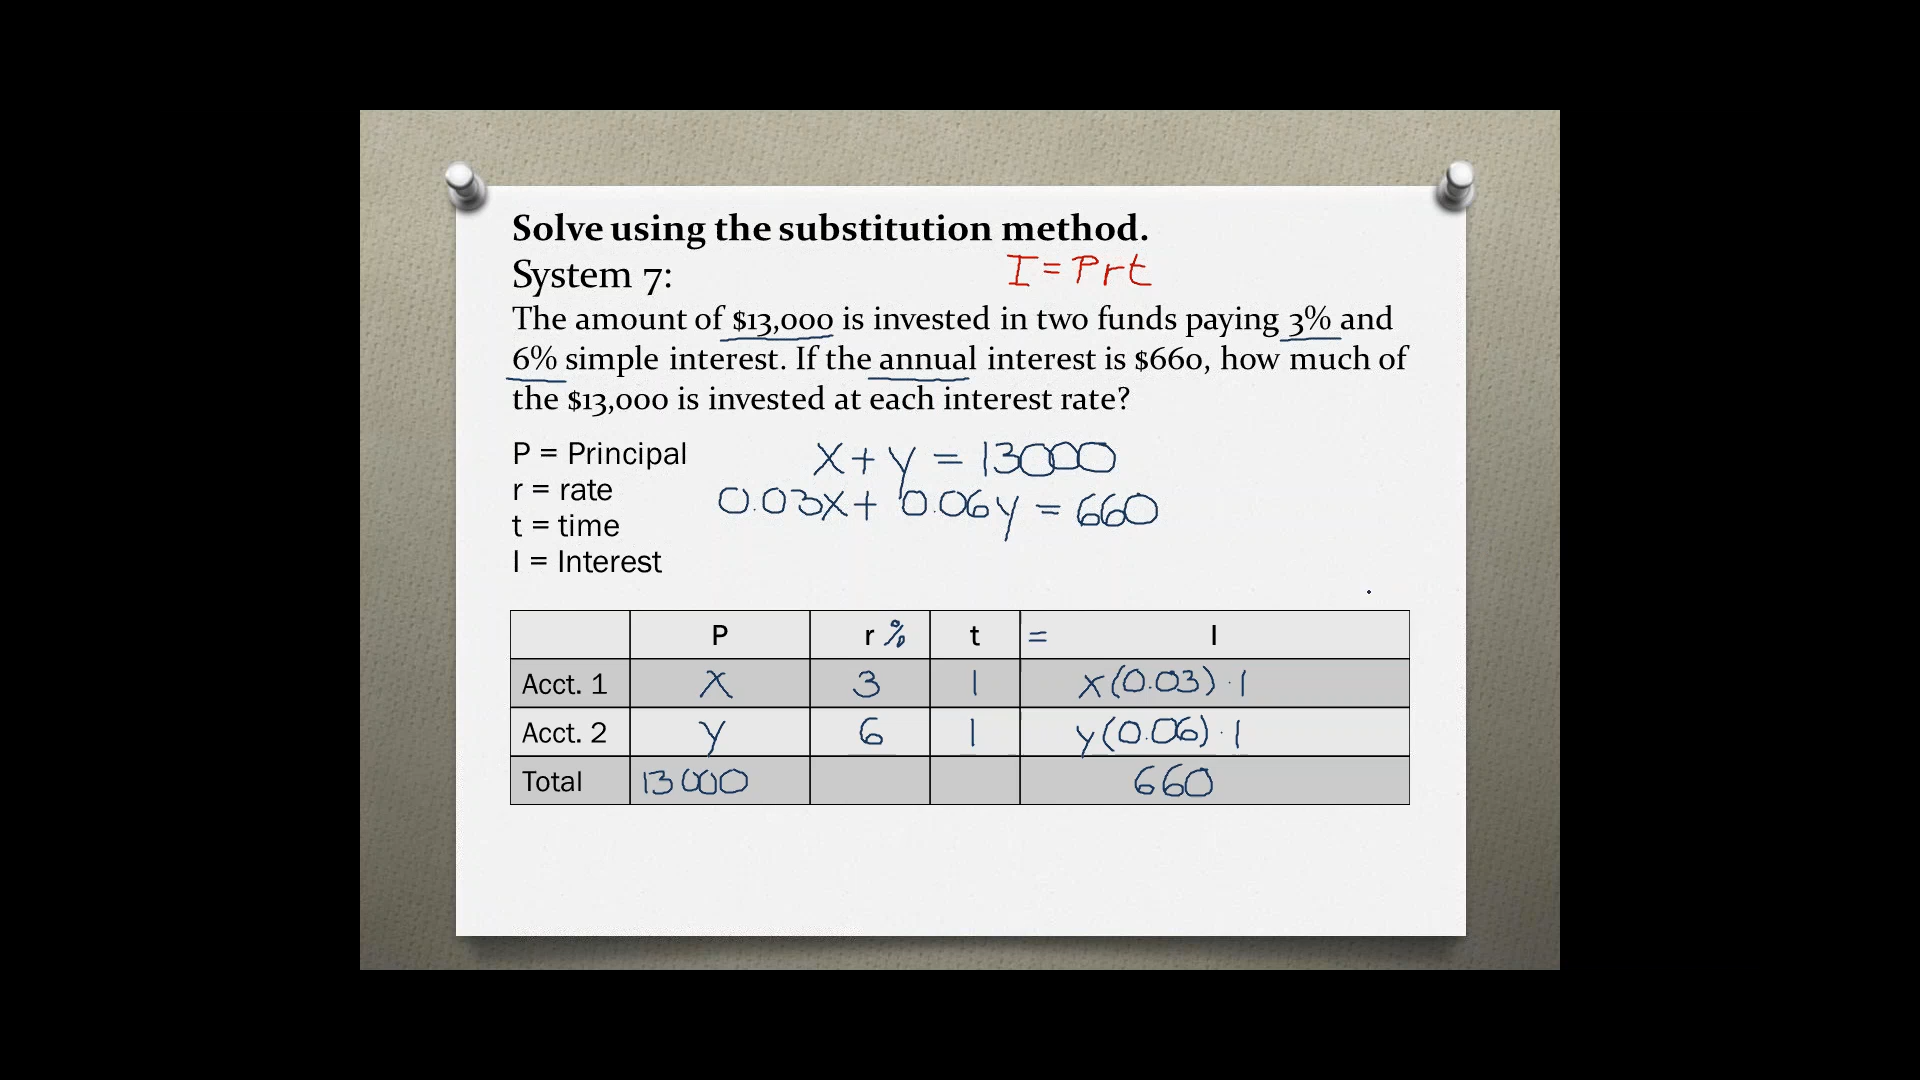 Solve using the substitution method.
System 7:
I = Prt
The amount of $13,000 is invested in two funds paying 3% and
6% simple interest. If the annual interest is $660, how much of
the $13,000 is invested at each interest rate?
P = Principal
r = rate
t = time
I = Interest
x + y = 13000
0.03x + 0.06y = 660
P r % t = I
Acct. 1 x 3 1 x(0.03) · 1
Acct. 2 y 6 1 y(0.06) · 1
Total 13000 660